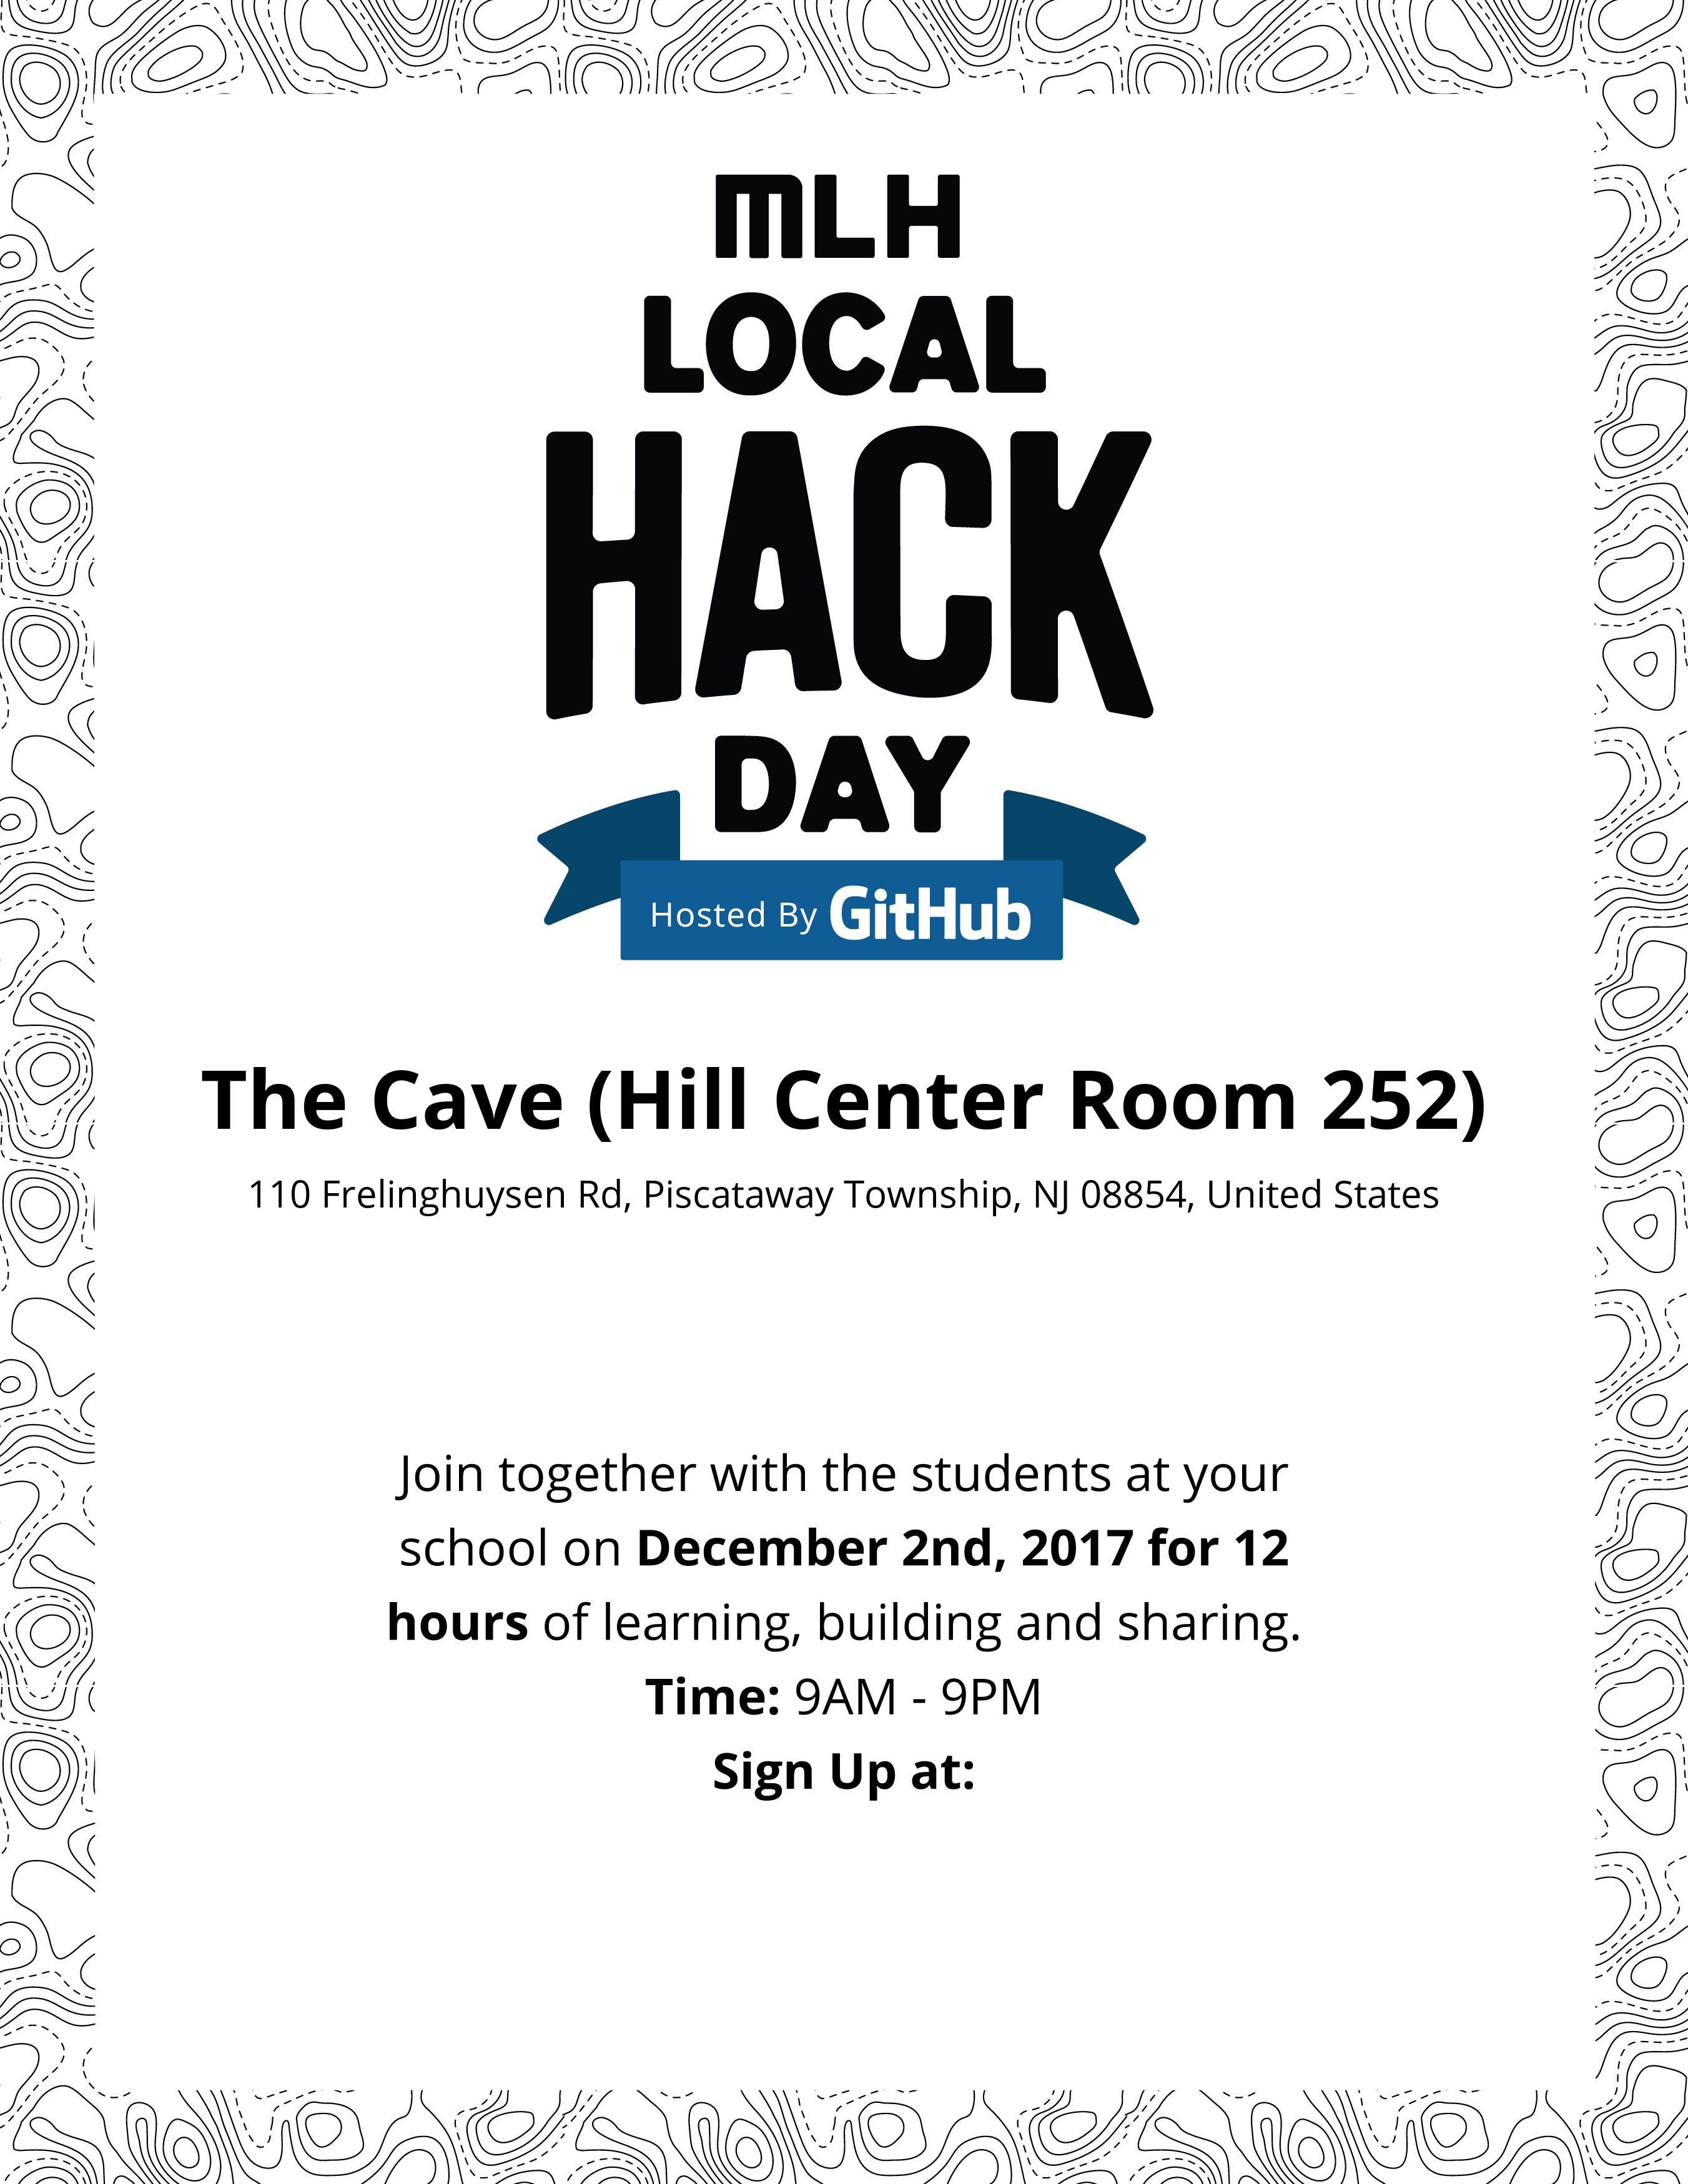 MLH
LOCAL
HACK
DAY
Hosted By GitHub
The Cave (Hill Center Room 252)
110 Frelinghuysen Rd, Piscataway Township, NJ 08854, United States
Join together with the students at your
school on December 2nd, 2017 for 12
hours of learning, building and sharing.
Time: 9AM - 9PM
Sign Up at: